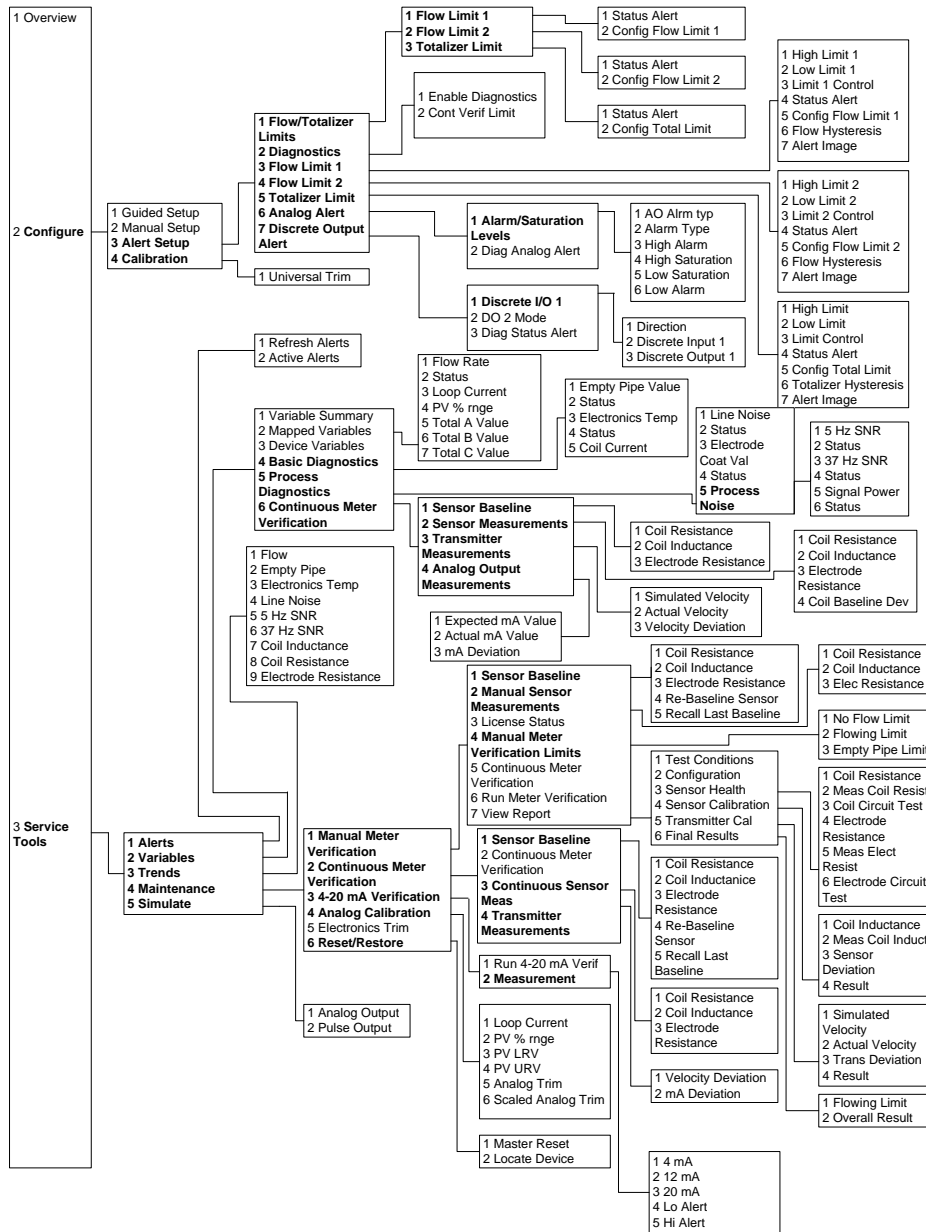 1 Overview
2 Configure
3 Service
Tools
1 Guided Setup
2 Manual Setup
3 Alert Setup
4 Calibration
1 Flow/Totalizer
Limits
2 Diagnostics
3 Flow Limit 1
4 Flow Limit 2
5 Totalizer Limit
6 Analog Alert
7 Discrete Output
Alert
1 Universal Trim
1 Flow Limit 1
2 Flow Limit 2
3 Totalizer Limit
1 Status Alert
2 Config Flow Limit 1
1 Status Alert
2 Config Flow Limit 2
1 Status Alert
2 Config Total Limit
1 Enable Diagnostics
2 Cont Verif Limit
1 High Limit 1
2 Low Limit 1
3 Limit 1 Control
4 Status Alert
5 Config Flow Limit 1
6 Flow Hysteresis
7 Alert Image
1 High Limit 2
2 Low Limit 2
3 Limit 2 Control
4 Status Alert
5 Config Flow Limit 2
6 Flow Hysteresis
7 Alert Image
1 High Limit
2 Low Limit
3 Limit Control
4 Status Alert
5 Config Total Limit
6 Totalizer Hysteresis
7 Alert Image
1 Alarm/Saturation
Levels
2 Diag Analog Alert
1 AO Alrm typ
2 Alarm Type
3 High Alarm
4 High Saturation
5 Low Saturation
6 Low Alarm
1 Discrete I/O 1
2 DO 2 Mode
3 Diag Status Alert
1 Direction
2 Discrete Input 1
3 Discrete Output 1
1 Refresh Alerts
2 Active Alerts
1 Variable Summary
2 Mapped Variables
3 Device Variables
4 Basic Diagnostics
5 Process
Diagnostics
6 Continuous Meter
Verification
1 Flow Rate
2 Status
3 Loop Current
4 PV % rnge
5 Total A Value
6 Total B Value
7 Total C Value
1 Empty Pipe Value
2 Status
3 Electronics Temp
4 Status
5 Coil Current
1 Line Noise
2 Status
3 Electrode
Coat Val
4 Status
5 Process
Noise
1 5 Hz SNR
2 Status
3 37 Hz SNR
4 Status
5 Signal Power
6 Status
1 Sensor Baseline
2 Sensor Measurements
3 Transmitter
Measurements
4 Analog Output
Measurements
1 Coil Resistance
2 Coil Inductance
3 Electrode Resistance
1 Coil Resistance
2 Coil Inductance
3 Electrode
Resistance
4 Coil Baseline Dev
1 Simulated Velocity
2 Actual Velocity
3 Velocity Deviation
1 Expected mA Value
2 Actual mA Value
3 mA Deviation
1 Flow
2 Empty Pipe
3 Electronics Temp
4 Line Noise
5 5 Hz SNR
6 37 Hz SNR
7 Coil Inductance
8 Coil Resistance
9 Electrode Resistance
1 Alerts
2 Variables
3 Trends
4 Maintenance
5 Simulate
1 Analog Output
2 Pulse Output
1 Manual Meter
Verification
2 Continuous Meter
Verification
3 4-20 mA Verification
4 Analog Calibration
5 Electronics Trim
6 Reset/Restore
1 Sensor Baseline
2 Manual Sensor
Measurements
3 License Status
4 Manual Meter
Verification Limits
5 Continuous Meter
Verification
6 Run Meter Verification
7 View Report
1 Coil Resistance
2 Coil Inductance
3 Electrode Resistance
4 Re-Baseline Sensor
5 Recall Last Baseline
1 Coil Resistance
2 Coil Inductance
3 Elec Resistance
1 No Flow Limit
2 Flowing Limit
3 Empty Pipe Limit
1 Test Conditions
2 Configuration
3 Sensor Health
4 Sensor Calibration
5 Transmitter Cal
6 Final Results
1 Coil Resistance
2 Meas Coil Resist
3 Coil Circuit Test
4 Electrode
Resistance
5 Meas Elect
Resist
6 Electrode Circuit
Test
1 Coil Inductance
2 Meas Coil Induct
3 Sensor
Deviation
4 Result
1 Simulated
Velocity
2 Actual Velocity
3 Trans Deviation
4 Result
1 Flowing Limit
2 Overall Result
1 Sensor Baseline
2 Continuous Meter
Verification
3 Continuous Sensor
Meas
4 Transmitter
Measurements
1 Coil Resistance
2 Coil Inductanice
3 Electrode
Resistance
4 Re-Baseline
Sensor
5 Recall Last
Baseline
1 Coil Resistance
2 Coil Inductance
3 Electrode
Resistance
1 Velocity Deviation
2 mA Deviation
1 Run 4-20 mA Verif
2 Measurement
1 Loop Current
2 PV % rnge
3 PV LRV
4 PV URV
5 Analog Trim
6 Scaled Analog Trim
1 Master Reset
2 Locate Device
1 4 mA
2 12 mA
3 20 mA
4 Lo Alert
5 Hi Alert